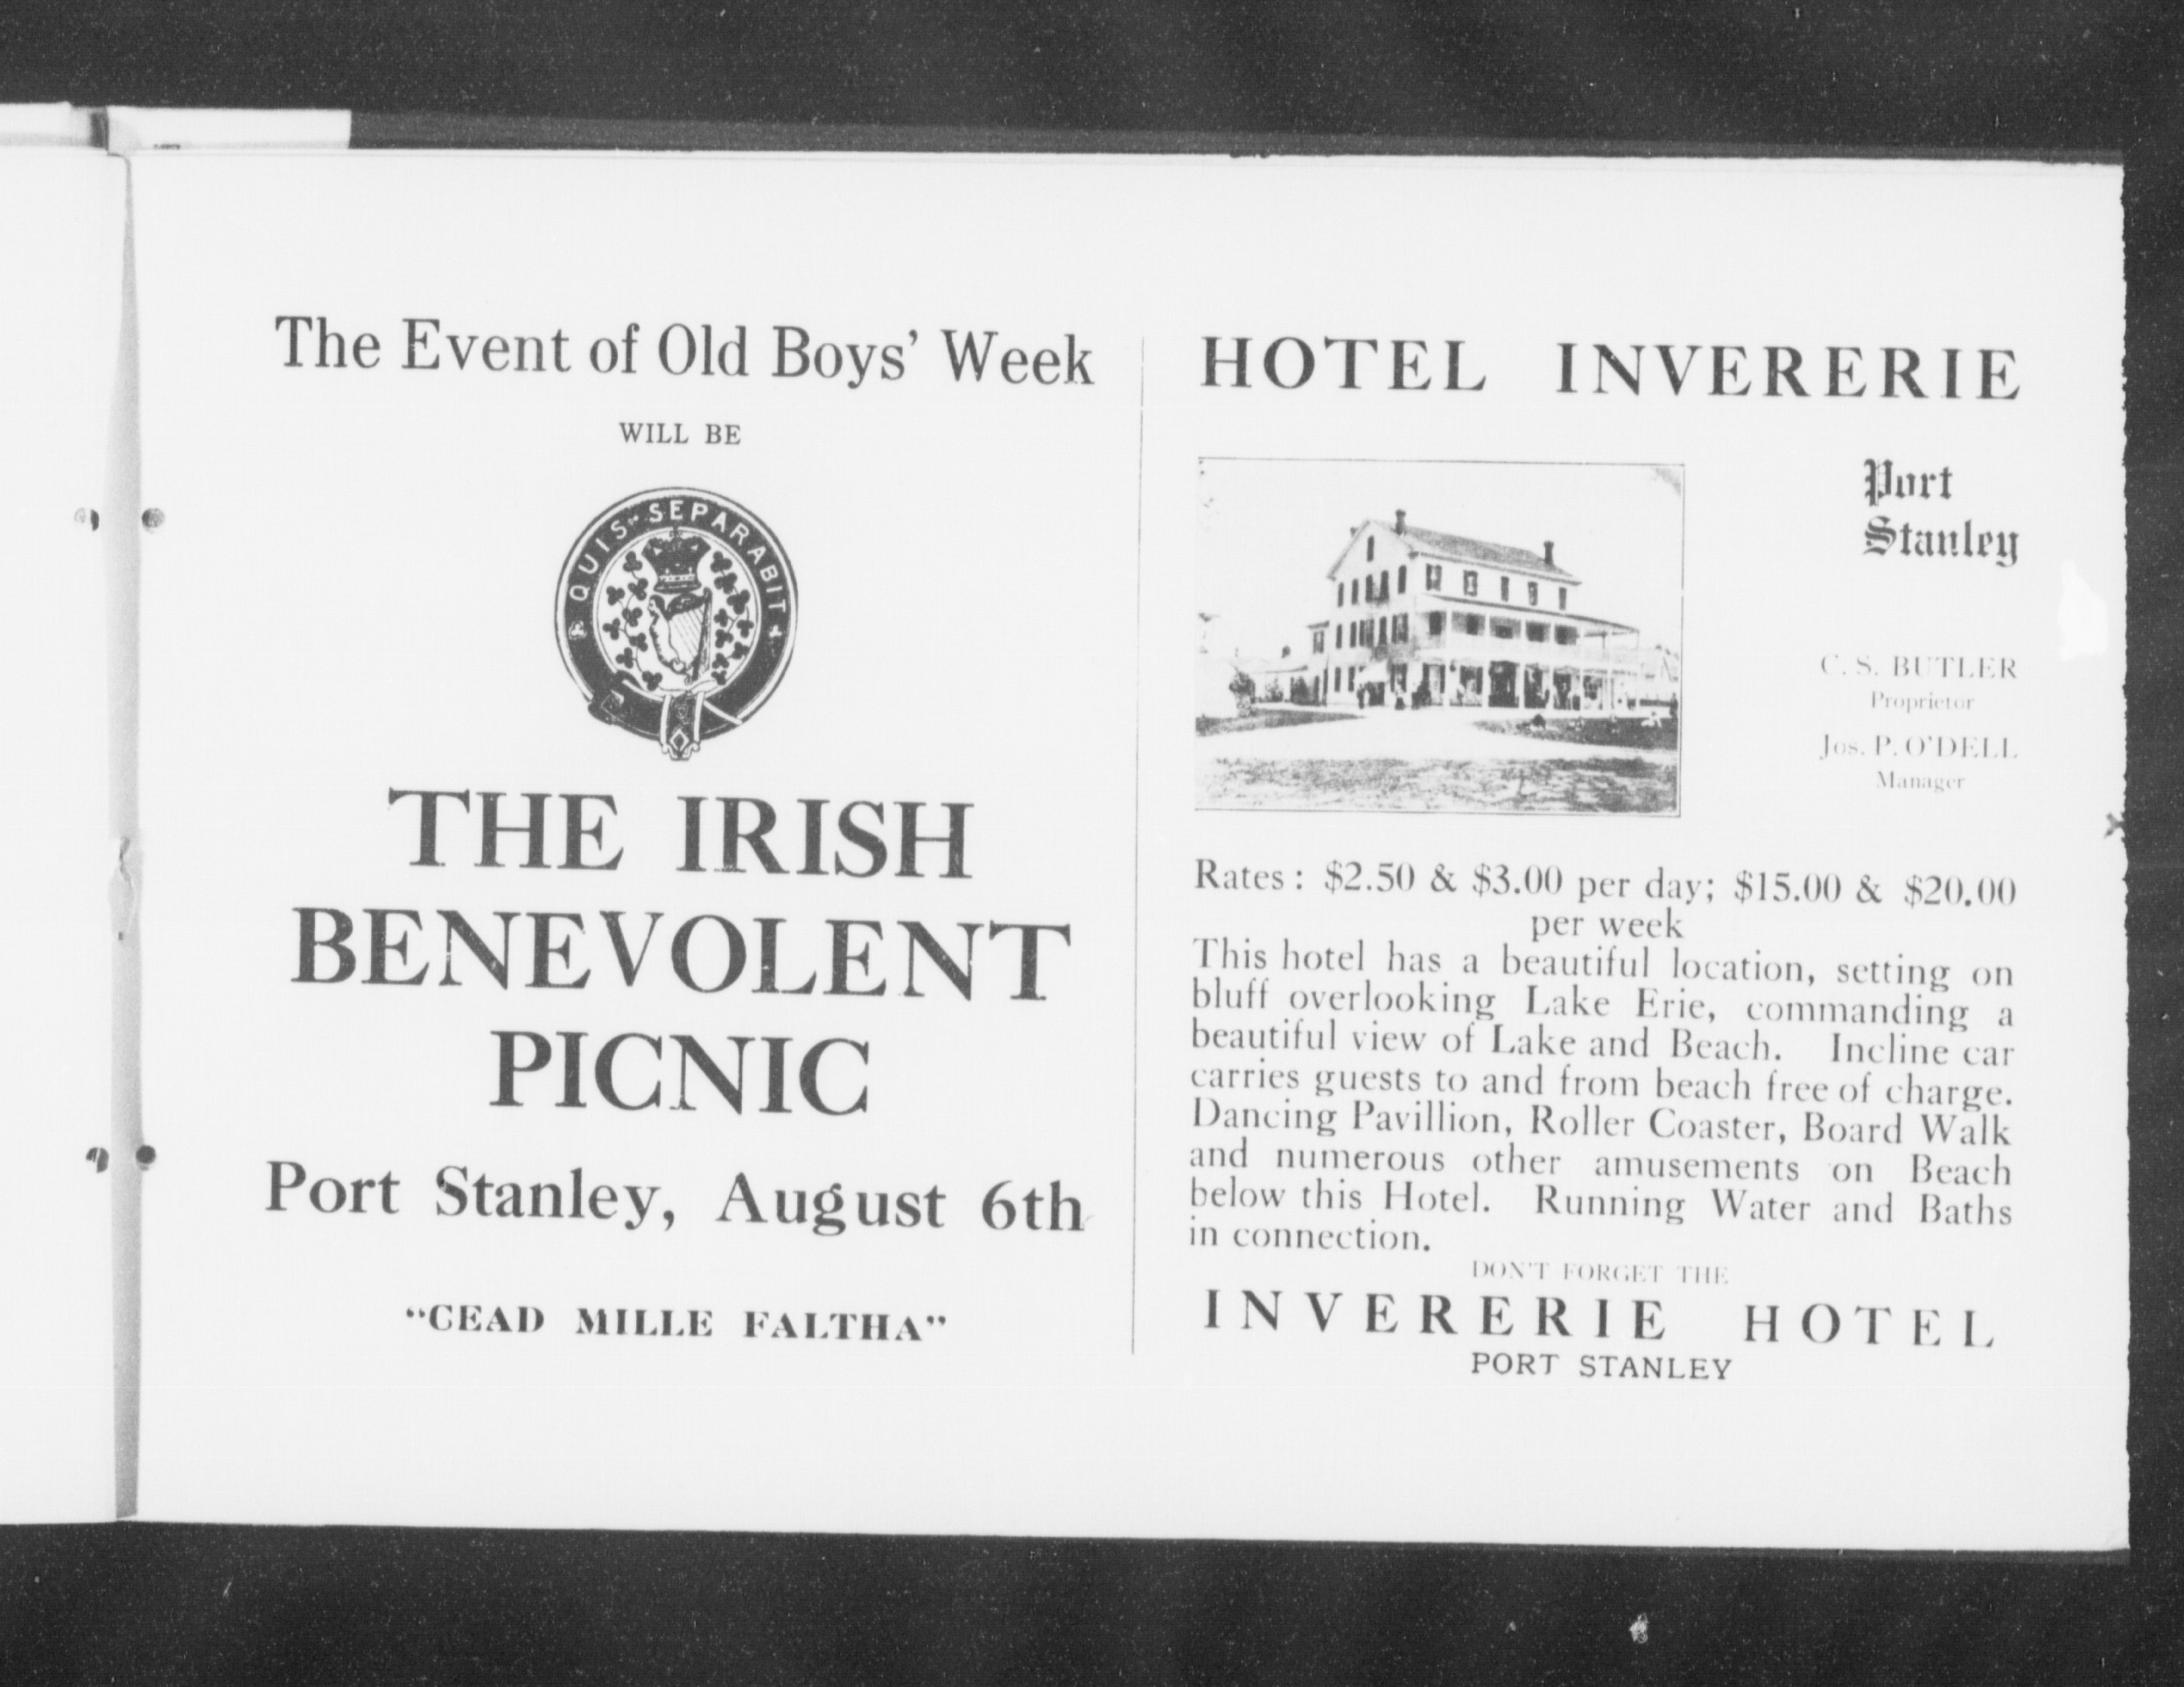 The Event of Old Boys' Week
WILL BE
QUIS SEPARABIT
THE IRISH
BENEVOLENT
PICNIC
Port Stanley, August 6th
"CEAD MILLE FALTHA"
HOTEL INVERERIE
Port
Stanley
C. S. BUTLER
Proprietor
Jos. P. O'DELL
Manager
Rates: $2.50 & $3.00 per day; $15.00 & $20.00
per week
This hotel has a beautiful location, setting on
bluff overlooking Lake Erie, commanding a
beautiful view of Lake and Beach. Incline car
carries guests to and from beach free of charge.
Dancing Pavillion, Roller Coaster, Board Walk
and numerous other amusements on Beach
below this Hotel. Running Water and Baths
in connection.
DON'T FORGET THE
INVERERIE HOTEL
PORT STANLEY